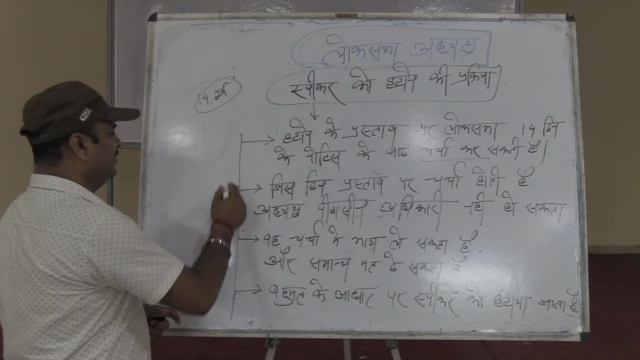 लोकसभा अध्यक्ष
स्पीकर को हटाने की प्रक्रिया
14 पूर्व
हटाने के प्रस्ताव पर लोकसभा 14 दिन
के नोटिस के बाद चर्चा कर सकती है।
जिस दिन प्रस्ताव पर चर्चा होती है
अध्यक्ष पीठासीन अधिकारी नही हो सकता
वह चर्चा में भाग ले सकता है
और समान्य मत दे सकता है
बहुमत के आधार पर स्पीकर को हटाया जाता है